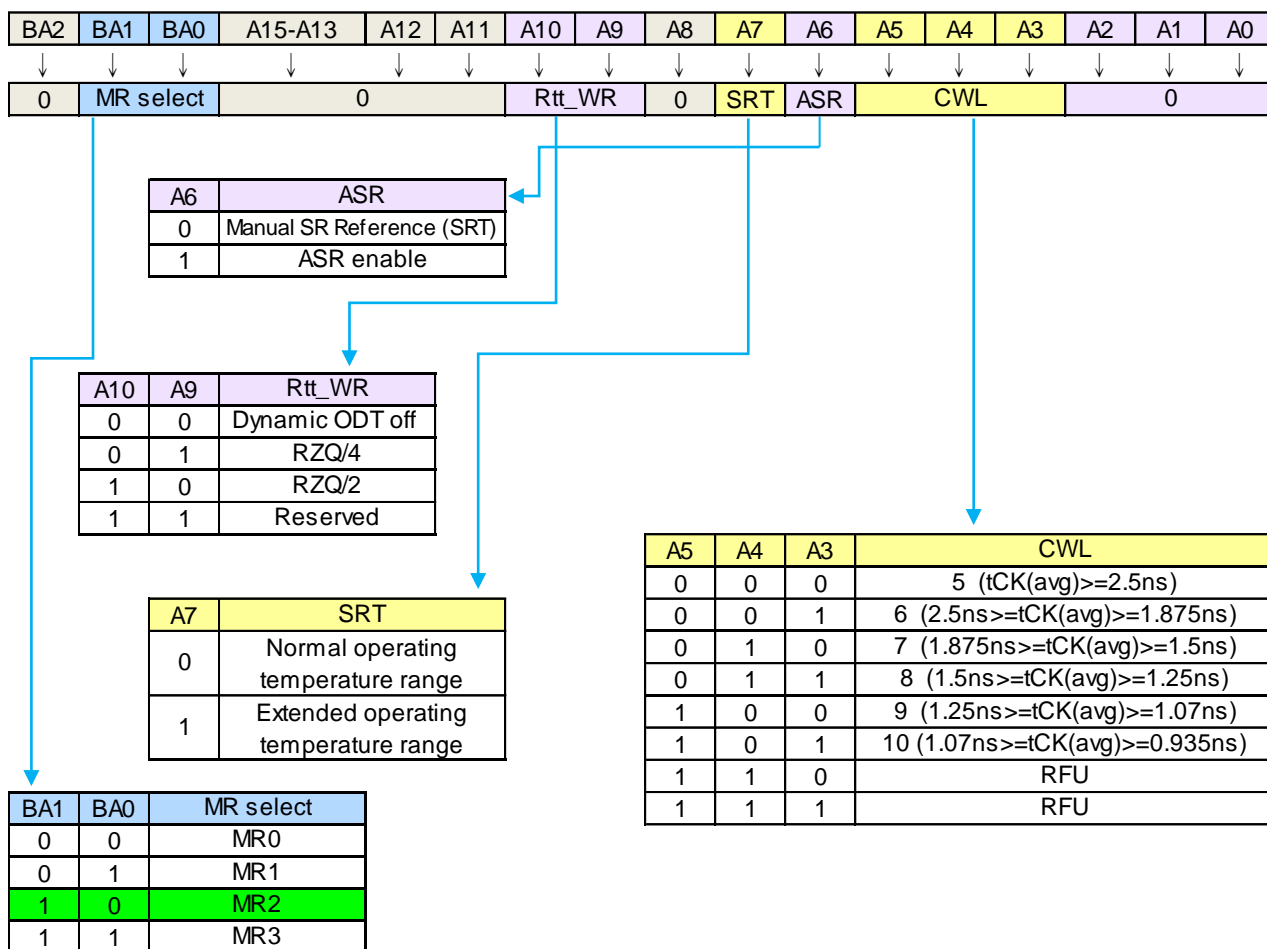 BA2 BA1 BA0 A15-A13 A12 A11 A10 A9 A8 A7 A6 A5 A4 A3 A2 A1 A0
0 MR select 0 Rtt_WR 0 SRT ASR CWL 0
A6 ASR
0 Manual SR Reference (SRT)
1 ASR enable
A10 A9 Rtt_WR
0 0 Dynamic ODT off
0 1 RZQ/4
1 0 RZQ/2
1 1 Reserved
A7 SRT
0 Normal operating
temperature range
1 Extended operating
temperature range
A5 A4 A3 CWL
0 0 0 5 (tCK(avg)>=2.5ns)
0 0 1 6 (2.5ns>=tCK(avg)>=1.875ns)
0 1 0 7 (1.875ns>=tCK(avg)>=1.5ns)
0 1 1 8 (1.5ns>=tCK(avg)>=1.25ns)
1 0 0 9 (1.25ns>=tCK(avg)>=1.07ns)
1 0 1 10 (1.07ns>=tCK(avg)>=0.935ns)
1 1 0 RFU
1 1 1 RFU
BA1 BA0 MR select
0 0 MR0
0 1 MR1
1 0 MR2
1 1 MR3